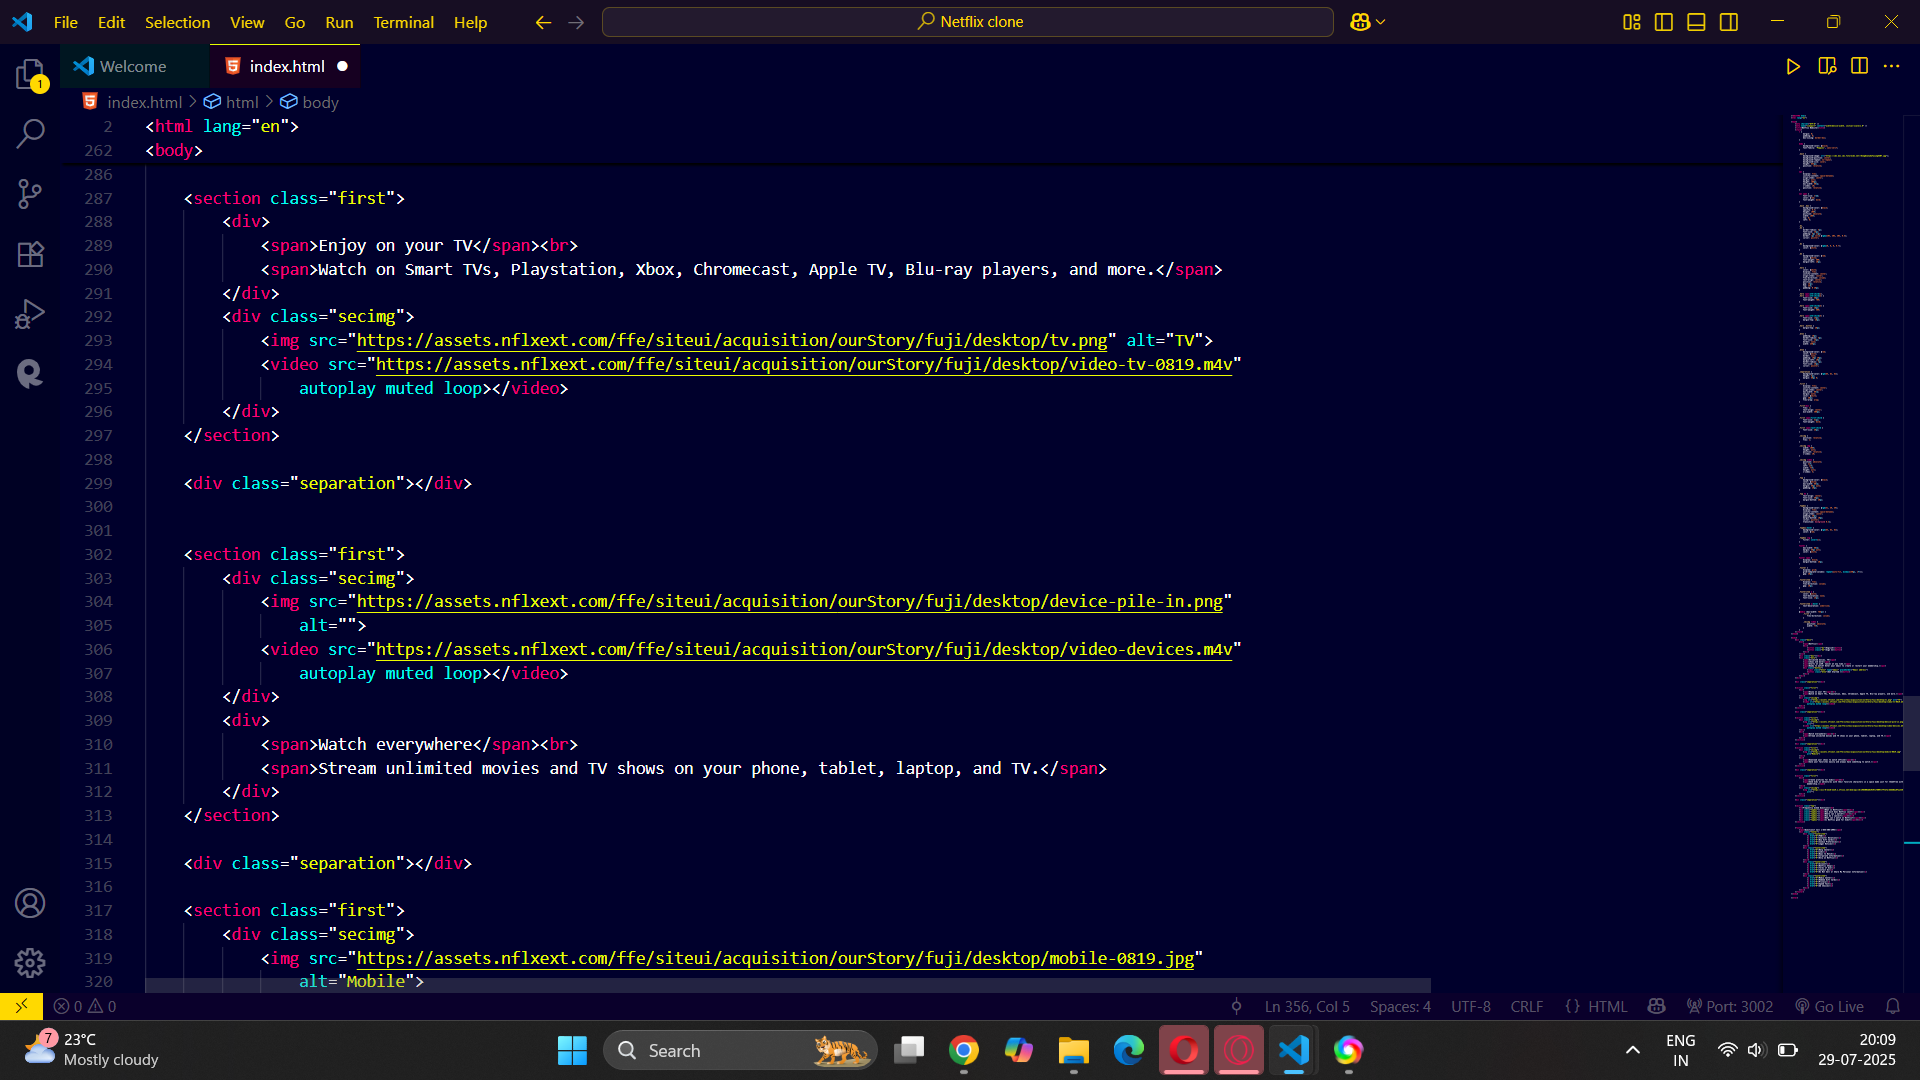 File Edit Selection View Go Run Terminal Help
Netflix clone
Welcome
index.html
index.html > html > body
1
2 <html lang="en">
262 <body>
286
287 <section class="first">
288 <div>
289 <span>Enjoy on your TV</span><br>
290 <span>Watch on Smart TVs, Playstation, Xbox, Chromecast, Apple TV, Blu-ray players, and more.</span>
291 </div>
292 <div class="secimg">
293 <img src="https://assets.nflxext.com/ffe/siteui/acquisition/ourStory/fuji/desktop/tv.png" alt="TV">
294 <video src="https://assets.nflxext.com/ffe/siteui/acquisition/ourStory/fuji/desktop/video-tv-0819.m4v"
295 autoplay muted loop></video>
296 </div>
297 </section>
298
299 <div class="separation"></div>
300
301
302 <section class="first">
303 <div class="secimg">
304 <img src="https://assets.nflxext.com/ffe/siteui/acquisition/ourStory/fuji/desktop/device-pile-in.png"
305 alt="">
306 <video src="https://assets.nflxext.com/ffe/siteui/acquisition/ourStory/fuji/desktop/video-devices.m4v"
307 autoplay muted loop></video>
308 </div>
309 <div>
310 <span>Watch everywhere</span><br>
311 <span>Stream unlimited movies and TV shows on your phone, tablet, laptop, and TV.</span>
312 </div>
313 </section>
314
315 <div class="separation"></div>
316
317 <section class="first">
318 <div class="secimg">
319 <img src="https://assets.nflxext.com/ffe/siteui/acquisition/ourStory/fuji/desktop/mobile-0819.jpg"
320 alt="Mobile">
0 0
Ln 356, Col 5 Spaces: 4 UTF-8 CRLF {} HTML Port: 3002 Go Live
7
23°C
Mostly cloudy
Search
ENG
IN
20:09
29-07-2025